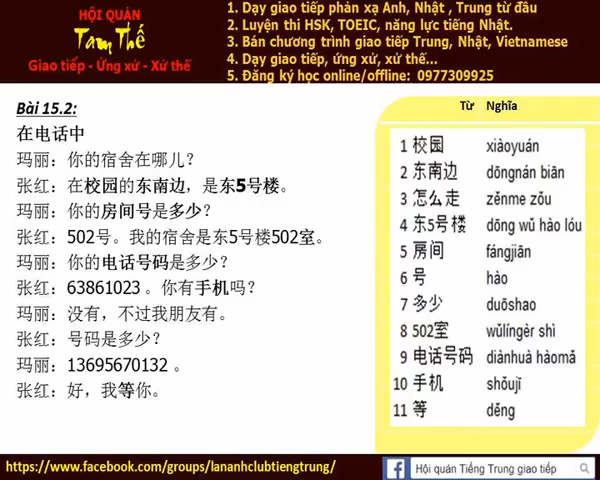 HỘI QUÁN
Tam Thế
Giao tiếp - Ứng xử - Xử thế
1. Dạy giao tiếp phản xạ Anh, Nhật , Trung từ đầu
2. Luyện thi HSK, TOEIC, năng lực tiếng Nhật.
3. Bán chương trình giao tiếp Trung, Nhật, Vietnamese
4. Dạy giao tiếp, ứng xử, xử thế...
5. Đăng ký học online/offline: 0977309925
Bài 15.2:
在电话中
玛丽：你的宿舍在哪儿？
张红：在校园的东南边，是东5号楼。
玛丽：你的房间号是多少？
张红：502号。我的宿舍是东5号楼502室。
玛丽：你的电话号码是多少？
张红：63861023 。你有手机吗？
玛丽：没有，不过我朋友有。
张红：号码是多少？
玛丽：13695670132 。
张红：好，我等你。
Từ Nghĩa
1 校园 xiàoyuán
2 东南边 dōngnán biān
3 怎么走 zěnme zǒu
4 东5号楼 dōng wǔ hào lóu
5 房间 fángjiān
6 号 hào
7 多少 duōshao
8 502室 wǔlíngèr shì
9 电话号码 diànhuà hàomǎ
10 手机 shǒujī
11 等 děng
https://www.facebook.com/groups/lananhclubtiengtrung/
Hội quán Tiếng Trung giao tiếp